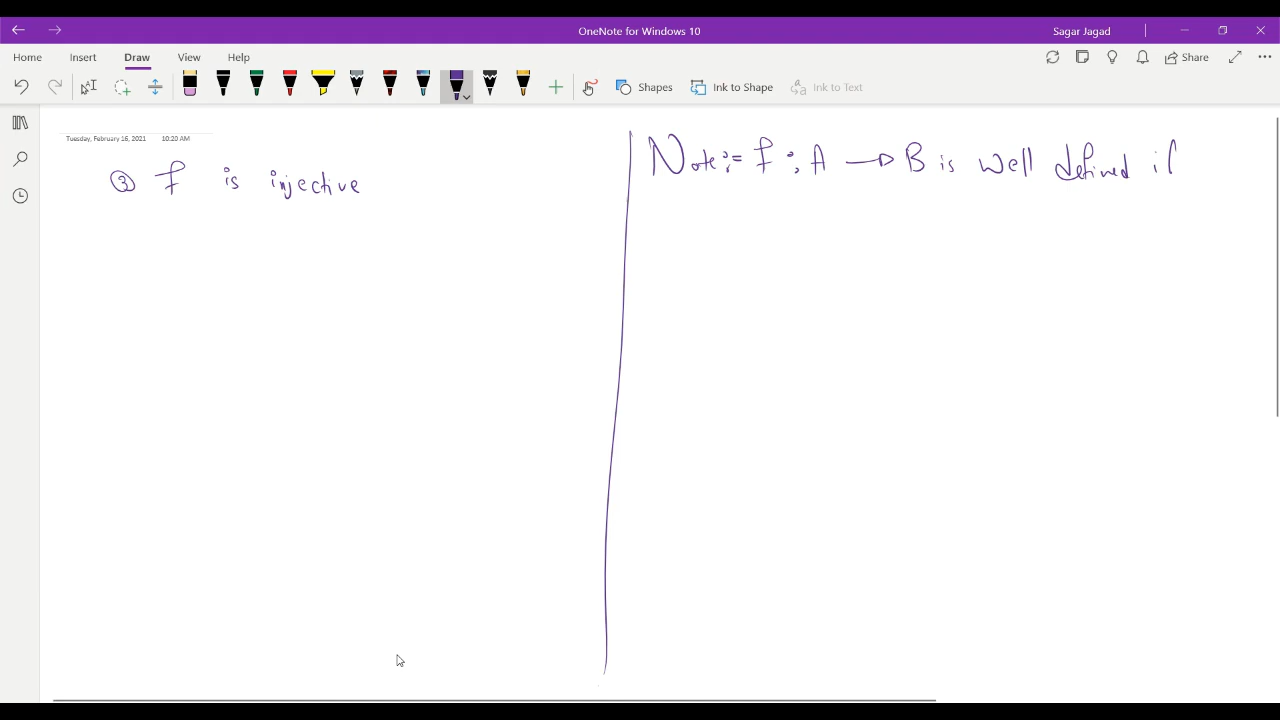 OneNote for Windows 10
Sagar Jagad
Home Insert Draw View Help
Share
Shapes Ink to Shape Ink to Text
Tuesday, February 16, 2021 10:20 AM
③ f is injective
Note:= f : A → B is well defined if